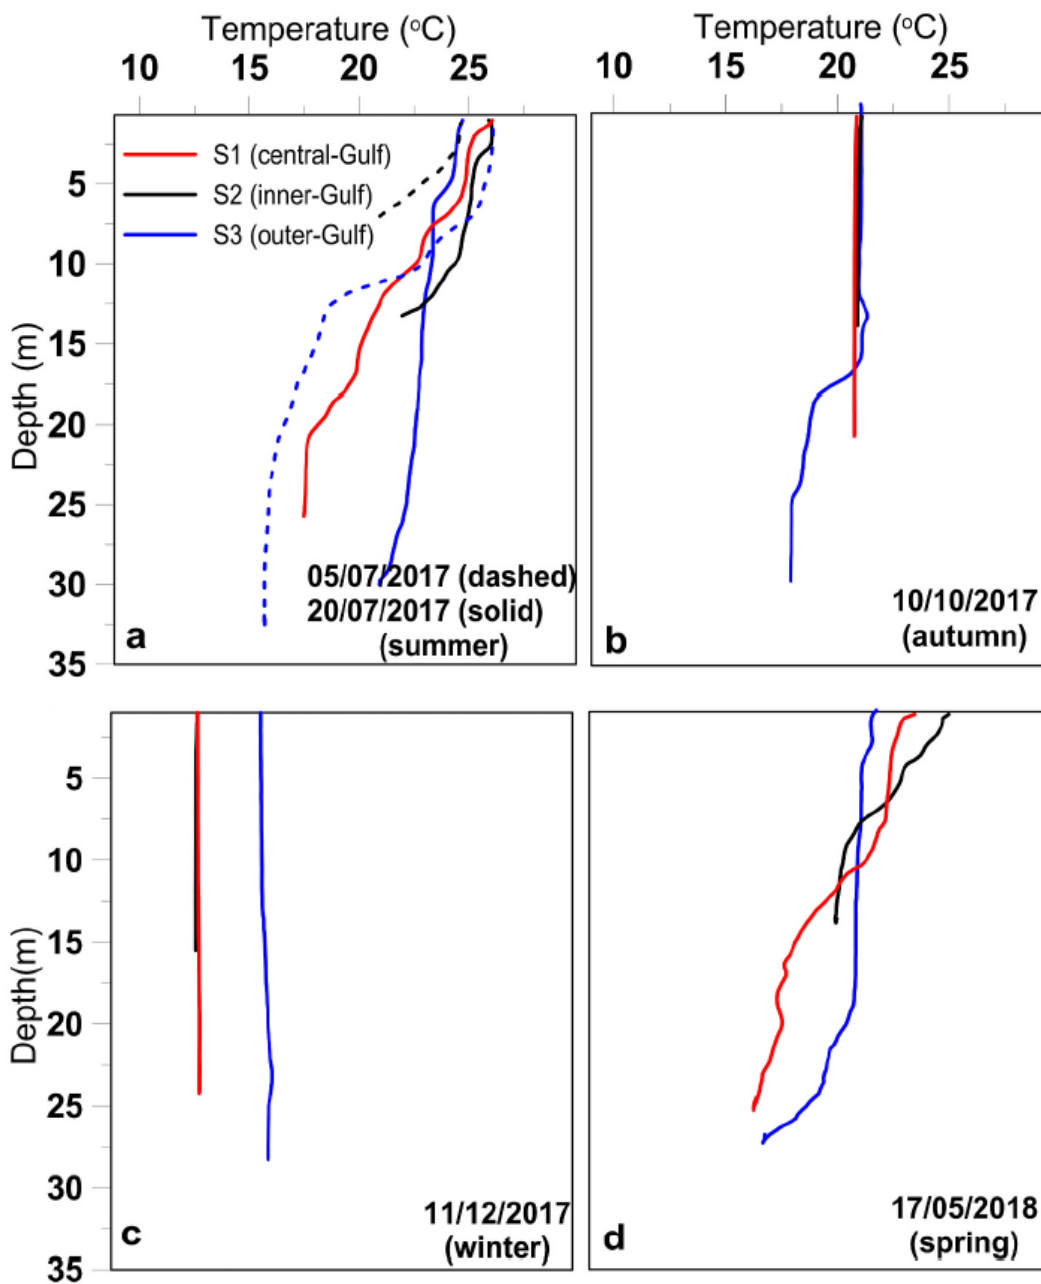 Temperature (°C)
10 15 20 25
Temperature (°C)
10 15 20 25
Depth (m)
5
10
15
20
25
30
35
S1 (central-Gulf)
S2 (inner-Gulf)
S3 (outer-Gulf)
05/07/2017 (dashed)
20/07/2017 (solid)
(summer)
a
10/10/2017
(autumn)
b
Depth(m)
5
10
15
20
25
30
35
11/12/2017
(winter)
c
17/05/2018
(spring)
d